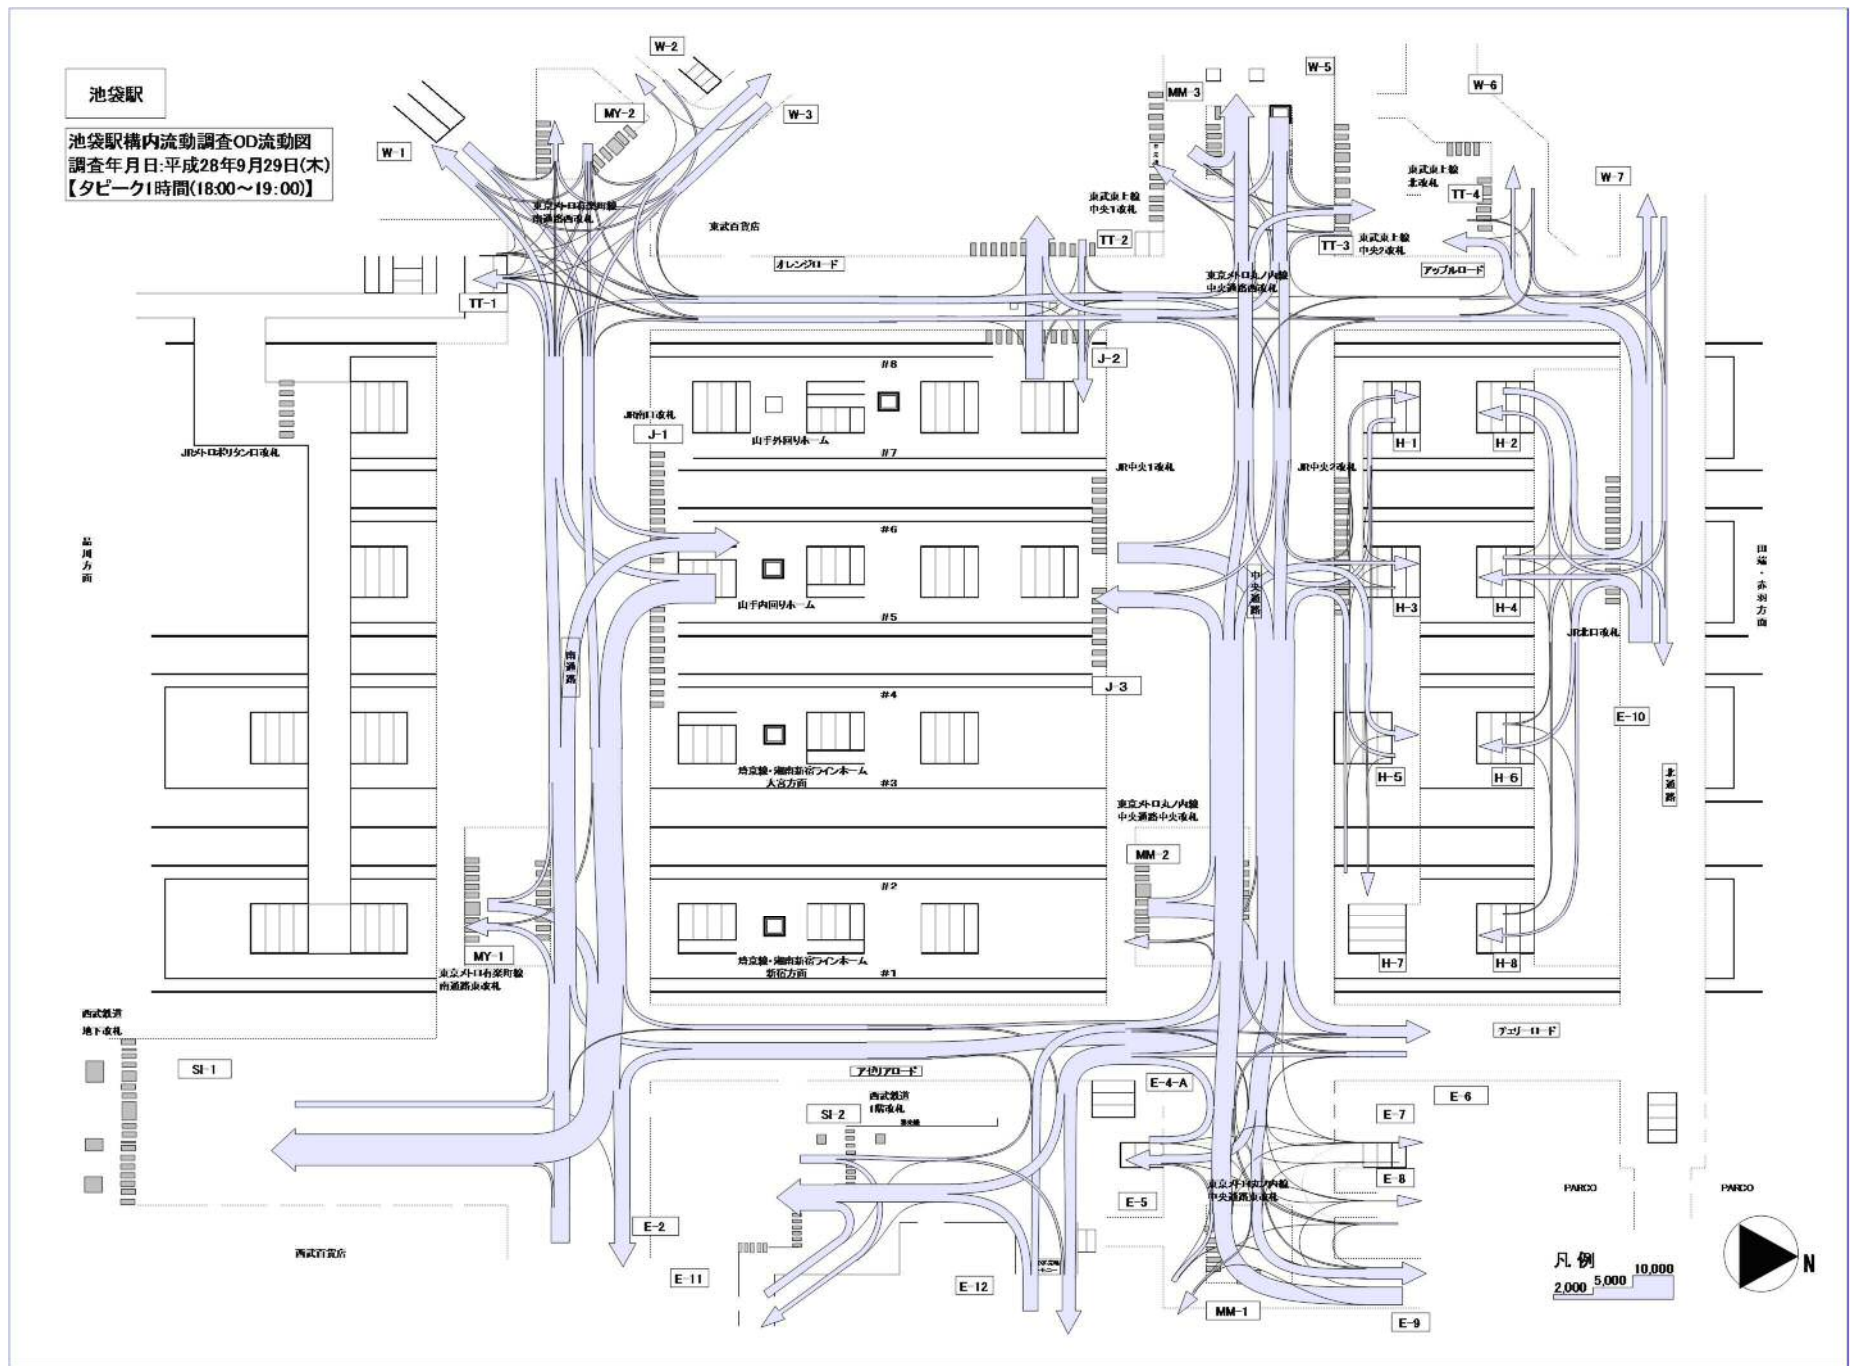 池袋駅
池袋駅構内流動調査OD流動図
調査年月日:平成28年9月29日(木)
【タピーク1時間(18:00～19:00)】
W-2
W-3
MY-2
W-1
東京メトロ有楽町線
南通路西改札
東武百貨店
オレンジロード
TT-1
W-5
MM-3
W-6
東武東上線
中央1改札
TT-2
TT-3
東武東上線
中央2改札
東京メトロ丸ノ内線
中央通路西改札
東武東上線
北改札
TT-4
W-7
アップルロード
J-2
#8
JR南口改札
J-1
山手外回りホーム
#7
JRメトロポリタン口改札
JR中央1改札
JR中央2改札
H-1
H-2
品川方面
#6
山手内回りホーム
#5
南通路
中央通路
H-3
H-4
JR北口改札
田端・赤羽方面
J-3
#4
埼京線・湘南新宿ラインホーム
大宮方面
#3
H-5
H-6
E-10
北通路
東京メトロ丸ノ内線
中央通路中央改札
MM-2
#2
埼京線・湘南新宿ラインホーム
新宿方面
#1
MY-1
東京メトロ有楽町線
南通路東改札
H-7
H-8
西武鉄道
地下改札
SI-1
アゼリアロード
チェリーロード
西武鉄道
1階改札
SI-2
E-4-A
E-6
E-7
E-8
E-5
東京メトロ丸ノ内線
中央通路東改札
PARCO
PARCO
E-2
西武百貨店
E-11
E-12
MM-1
E-9
凡例
2,000
5,000
10,000
N